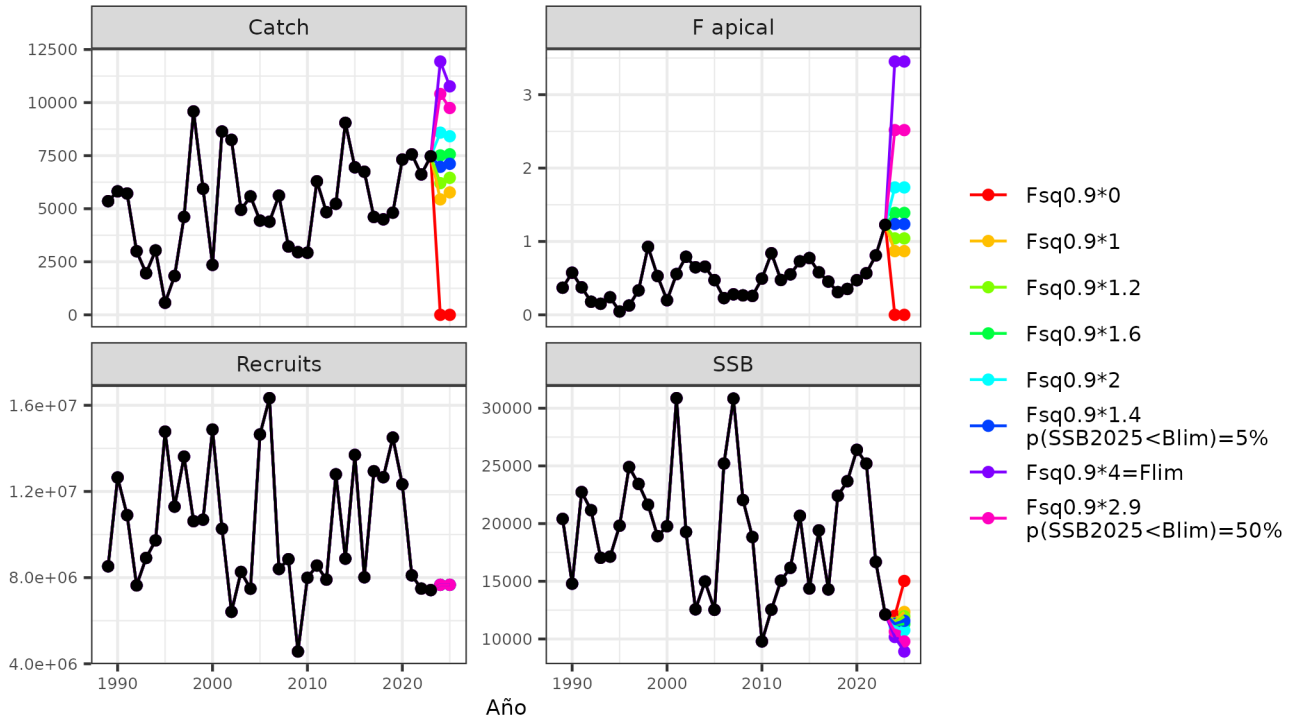 Catch
12500
10000
7500
5000
2500
0
F apical
3
2
1
0
Recruits
1.6e+07
1.2e+07
8.0e+06
4.0e+06
1990
2000
2010
2020
SSB
30000
25000
20000
15000
10000
1990
2000
2010
2020
Año
Fsq0.9*0
Fsq0.9*1
Fsq0.9*1.2
Fsq0.9*1.6
Fsq0.9*2
Fsq0.9*1.4
p(SSB2025<Blim)=5%
Fsq0.9*4=Flim
Fsq0.9*2.9
p(SSB2025<Blim)=50%